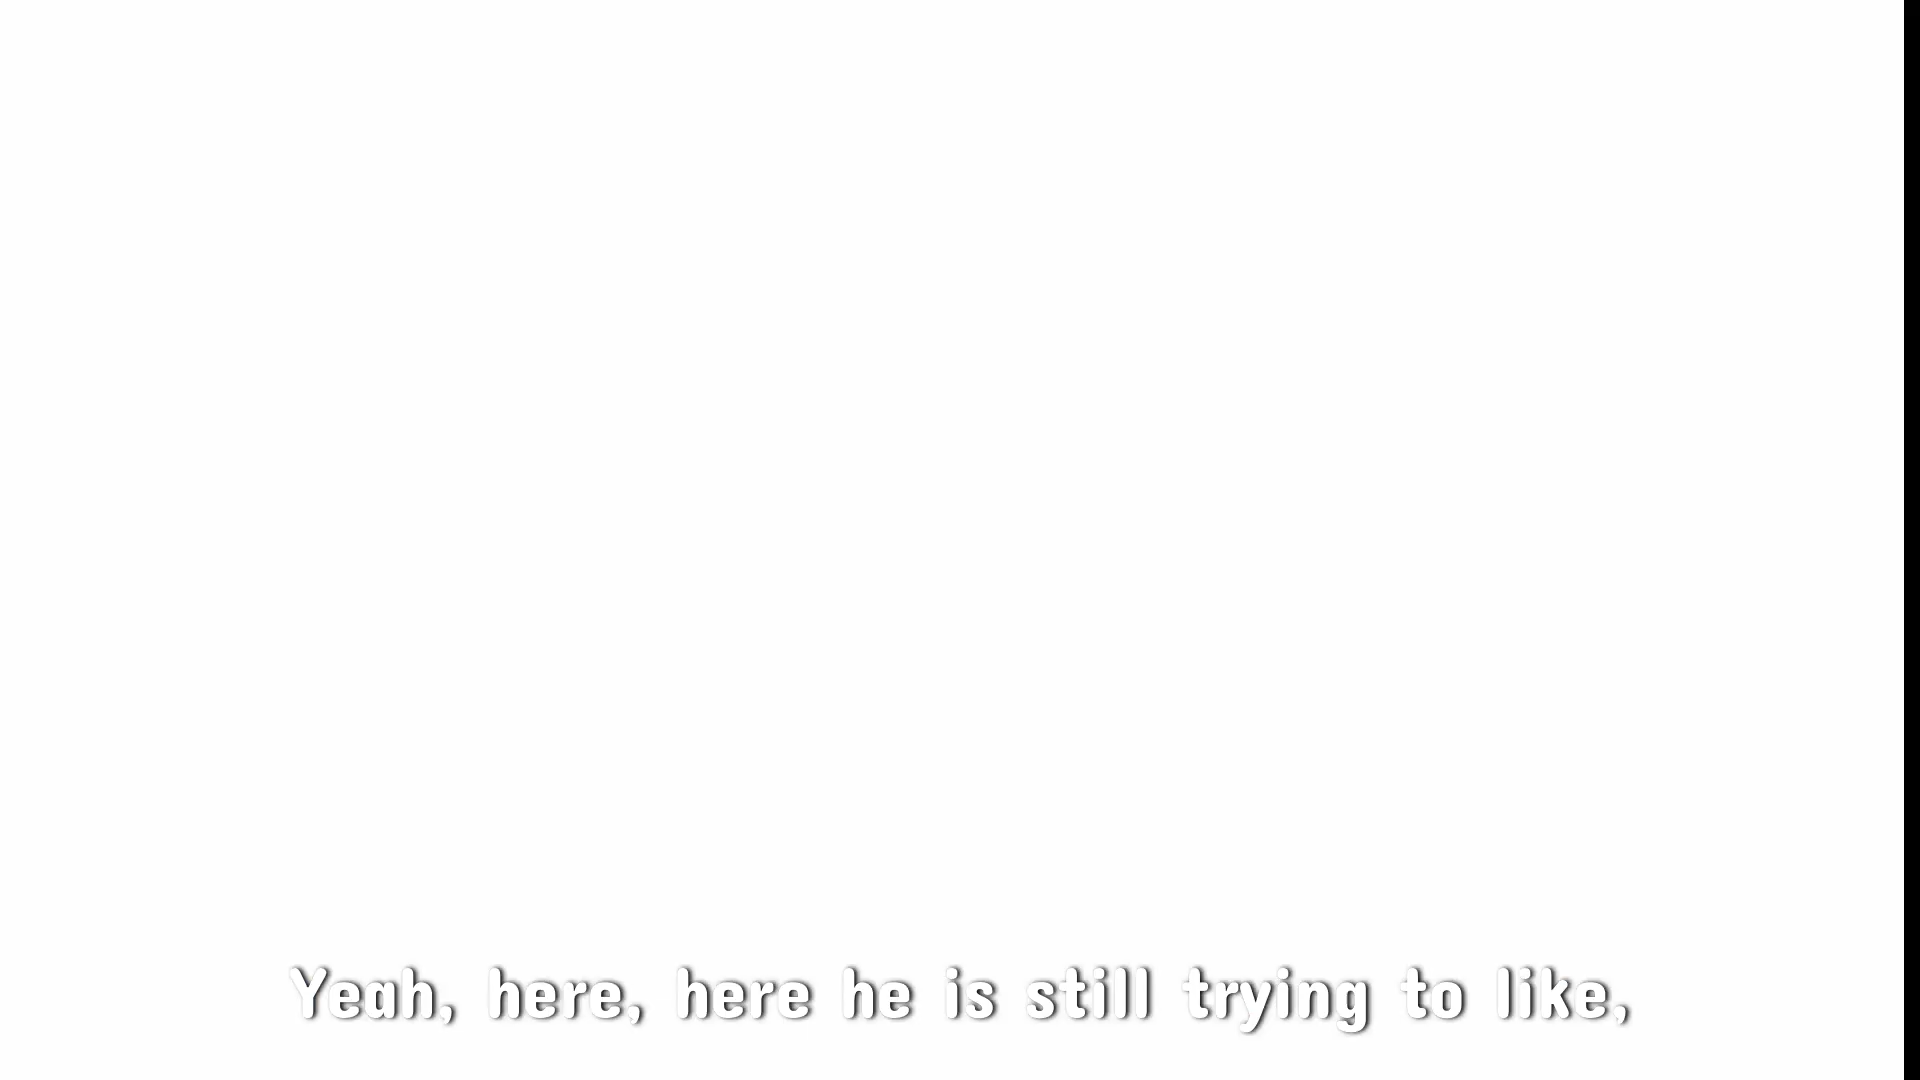 Yeah, here, here he is still trying to like,